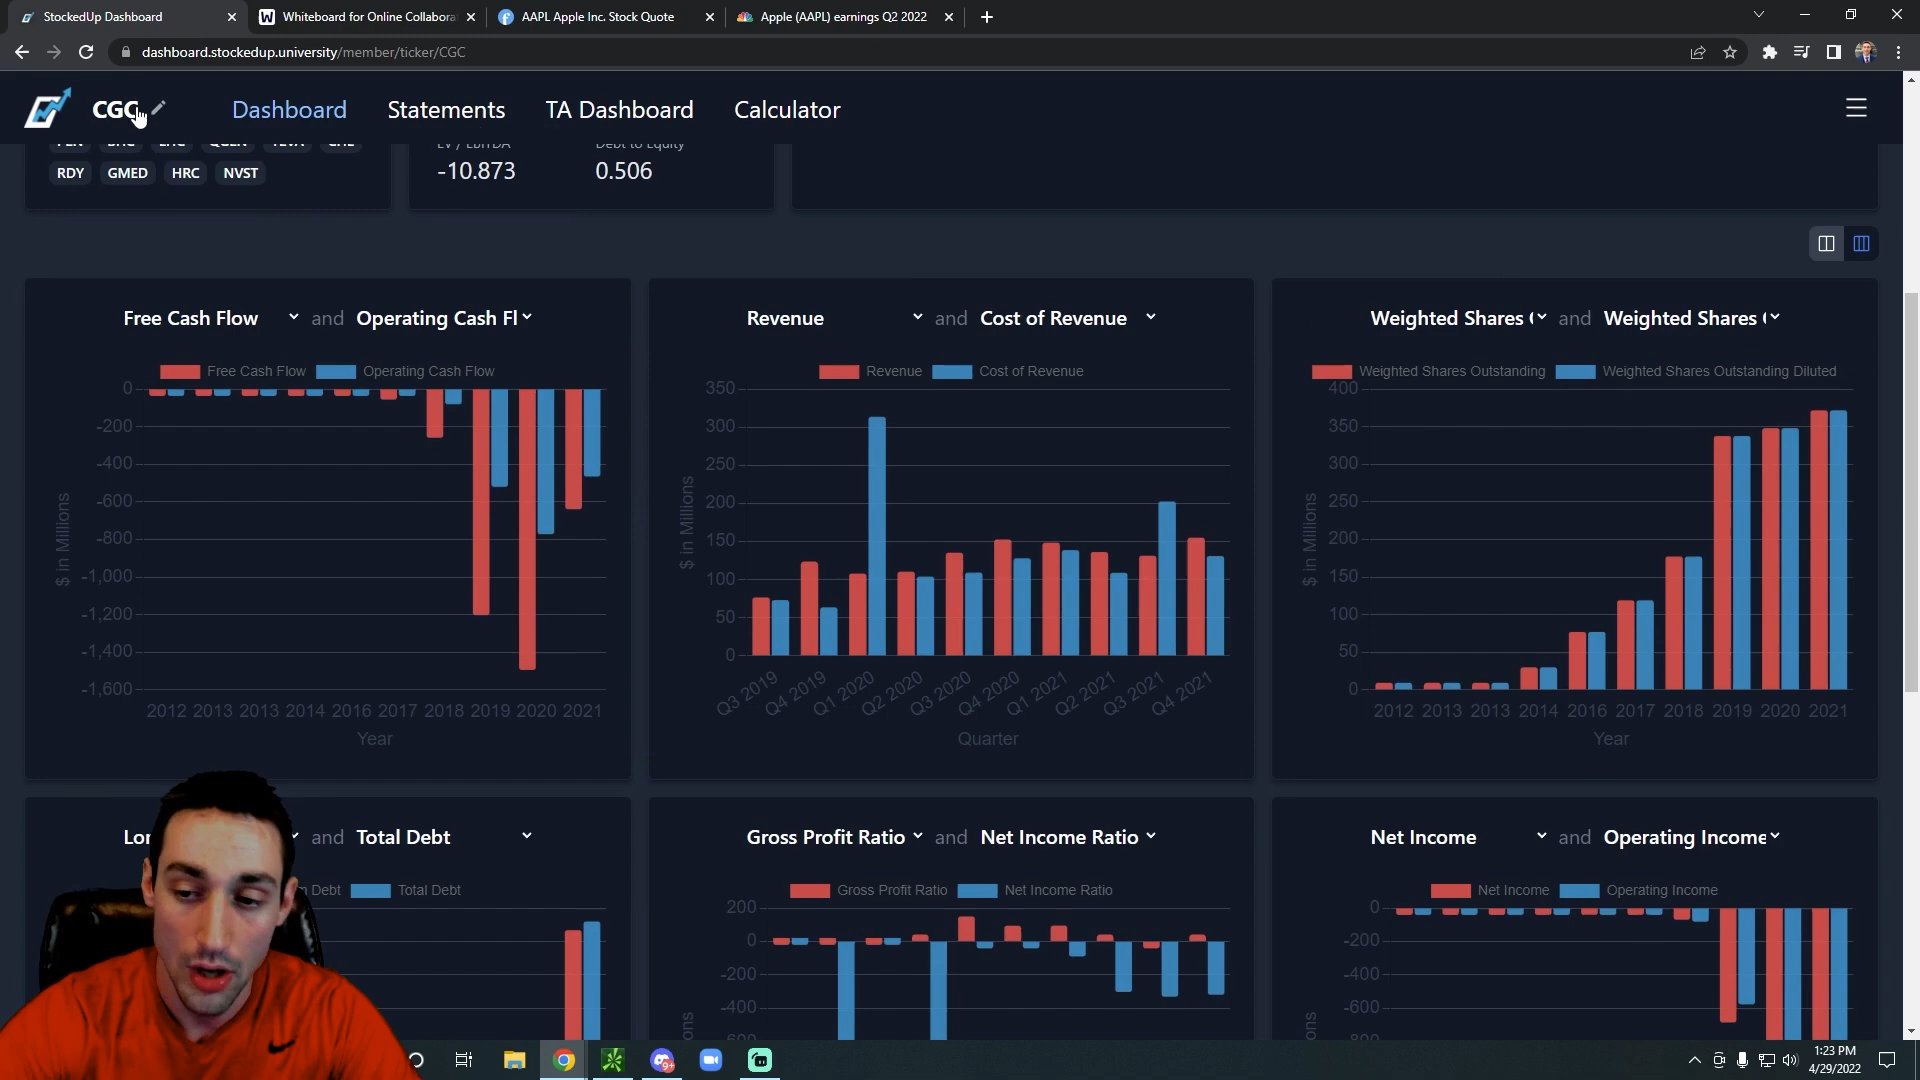 StockedUp Dashboard
Whiteboard for Online Collabora
AAPL Apple Inc. Stock Quote
Apple (AAPL) earnings Q2 2022
dashboard.stockedup.university/member/ticker/CGC
CGC
Dashboard
Statements
TA Dashboard
Calculator
EV / EBITDA
Debt to Equity
RDY
GMED
HRC
NVST
-10.873
0.506
Free Cash Flow and Operating Cash Fl
Free Cash Flow
Operating Cash Flow
0
-200
-400
-600
-800
-1,000
-1,200
-1,400
-1,600
$ in Millions
2012 2013 2013 2014 2016 2017 2018 2019 2020 2021
Year
Revenue and Cost of Revenue
Revenue
Cost of Revenue
350
300
250
200
150
100
50
0
$ in Millions
Q3 2019
Q4 2019
Q1 2020
Q2 2020
Q3 2020
Q4 2020
Q1 2021
Q2 2021
Q3 2021
Q4 2021
Quarter
Weighted Shares ( and Weighted Shares (
Weighted Shares Outstanding
Weighted Shares Outstanding Diluted
400
350
300
250
200
150
100
50
0
$ in Millions
2012 2013 2013 2014 2016 2017 2018 2019 2020 2021
Year
and Total Debt
Debt
Total Debt
Gross Profit Ratio and Net Income Ratio
Gross Profit Ratio
Net Income Ratio
200
0
-200
-400
Net Income and Operating Income
Net Income
Operating Income
0
-200
-400
-600
1:23 PM
4/29/2022